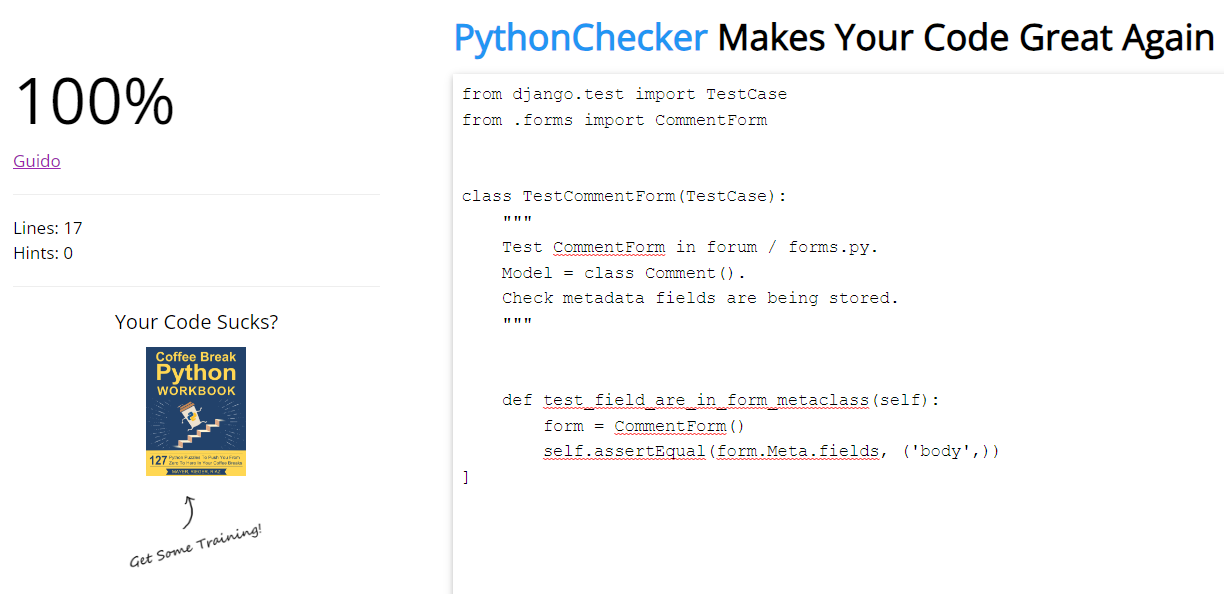 PythonChecker Makes Your Code Great Again
100%
Guido
Lines: 17
Hints: 0
Your Code Sucks?
Coffee Break
Python
WORKBOOK
127 Python Puzzles To Push You From
Zero To Hero in Your Coffee Breaks
Get Some Training!
from django.test import TestCase
from .forms import CommentForm
class TestCommentForm(TestCase):
"""
Test CommentForm in forum / forms.py.
Model = class Comment().
Check metadata fields are being stored.
"""
def test_field_are_in_form_metaclass(self):
form = CommentForm()
self.assertEqual(form.Meta.fields, ('body',))
]